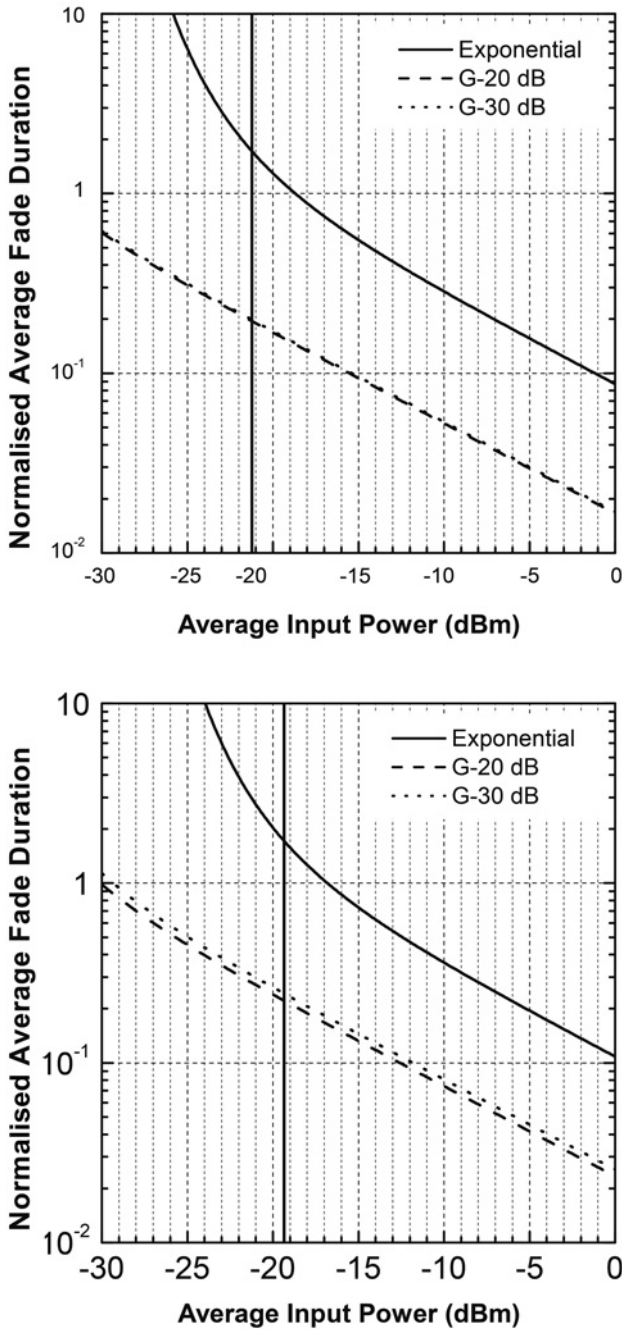 10
1
10-1
10-2
Normalised Average Fade Duration
Exponential
G-20 dB
G-30 dB
-30 -25 -20 -15 -10 -5 0
Average Input Power (dBm)
10
1
10-1
10-2
Normalised Average Fade Duration
Exponential
G-20 dB
G-30 dB
-30 -25 -20 -15 -10 -5 0
Average Input Power (dBm)